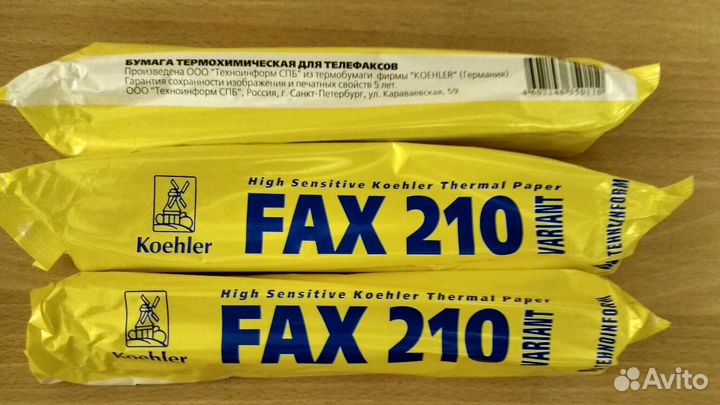 БУМАГА ТЕРМОХИМИЧЕСКАЯ ДЛЯ ТЕЛЕФАКСОВ
Произведена ООО "Техноинформ СПБ" из термобумаги фирмы "KOEHLER" (Германия)
Гарантия сохранности изображения и печатных свойств 5 лет.
ООО "Техноинформ СПБ", Россия, г. Санкт-Петербург, ул. Караваевская, 59
High Sensitive Koehler Thermal Paper
FAX 210
VARIANT
TEHNOINFORM
Koehler
High Sensitive Koehler Thermal Paper
FAX 210
VARIANT
TEHNOINFORM
Koehler
Avito